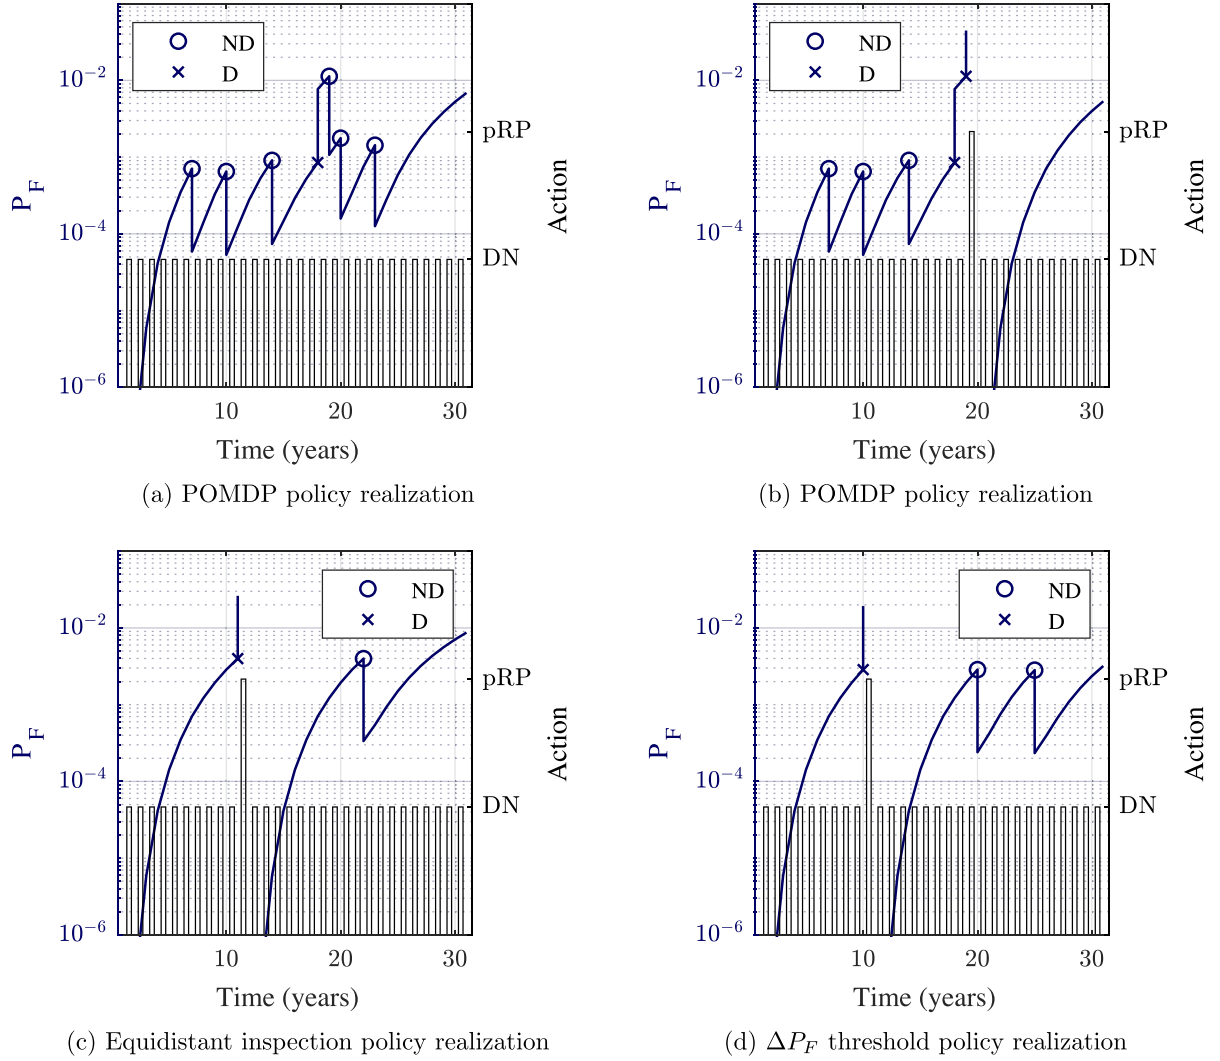 ND
D
10^-2
10^-4
10^-6
P_F
pRP
DN
Action
10 20 30
Time (years)
(a) POMDP policy realization
ND
D
10^-2
10^-4
10^-6
P_F
pRP
DN
Action
10 20 30
Time (years)
(b) POMDP policy realization
ND
D
10^-2
10^-4
10^-6
P_F
pRP
DN
Action
10 20 30
Time (years)
(c) Equidistant inspection policy realization
ND
D
10^-2
10^-4
10^-6
P_F
pRP
DN
Action
10 20 30
Time (years)
(d) ΔP_F threshold policy realization